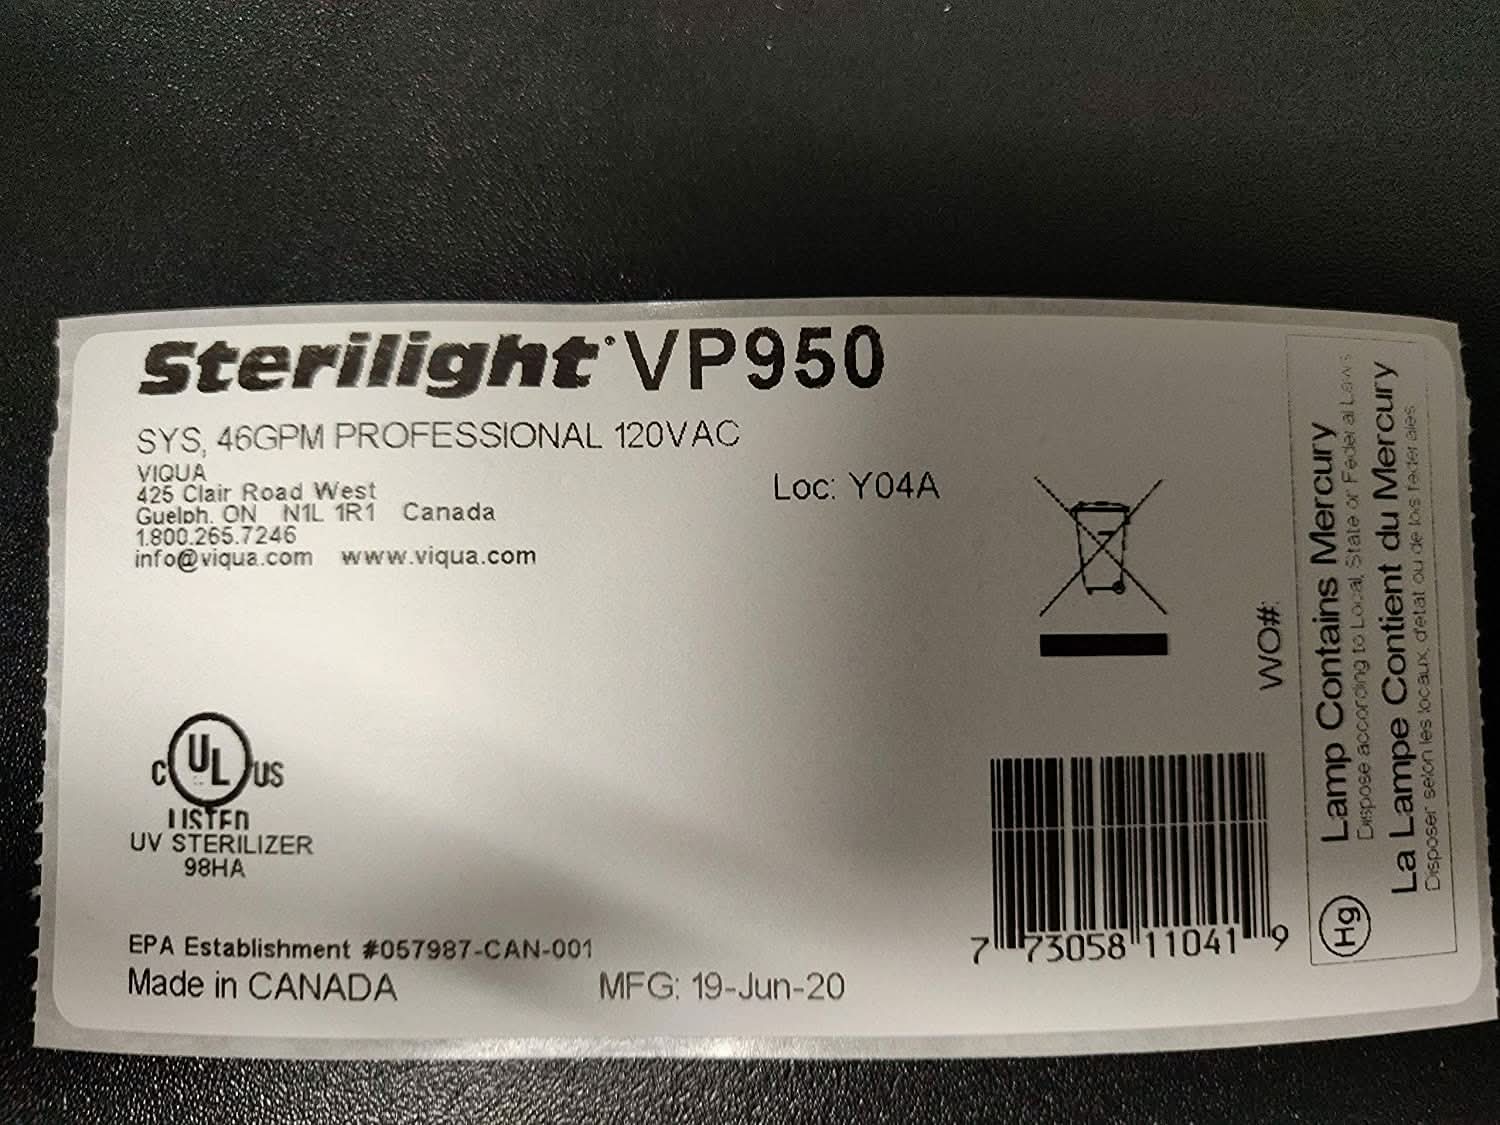 Sterilight VP950
SYS, 46GPM PROFESSIONAL 120VAC
VIQUA
425 Clair Road West
Guelph, ON N1L 1R1 Canada
1.800.265.7246
info@viqua.com www.viqua.com
Loc: Y04A
WO#:
C UL US
LISTED
UV STERILIZER
98HA
EPA Establishment #057987-CAN-001
Made in CANADA MFG: 19-Jun-20
7 73058 11041 9
Hg
Lamp Contains Mercury
Dispose according to Local, State or Federal Laws
La Lampe Contient du Mercury
Disposer selon les locaux, d'etat ou de lois federales